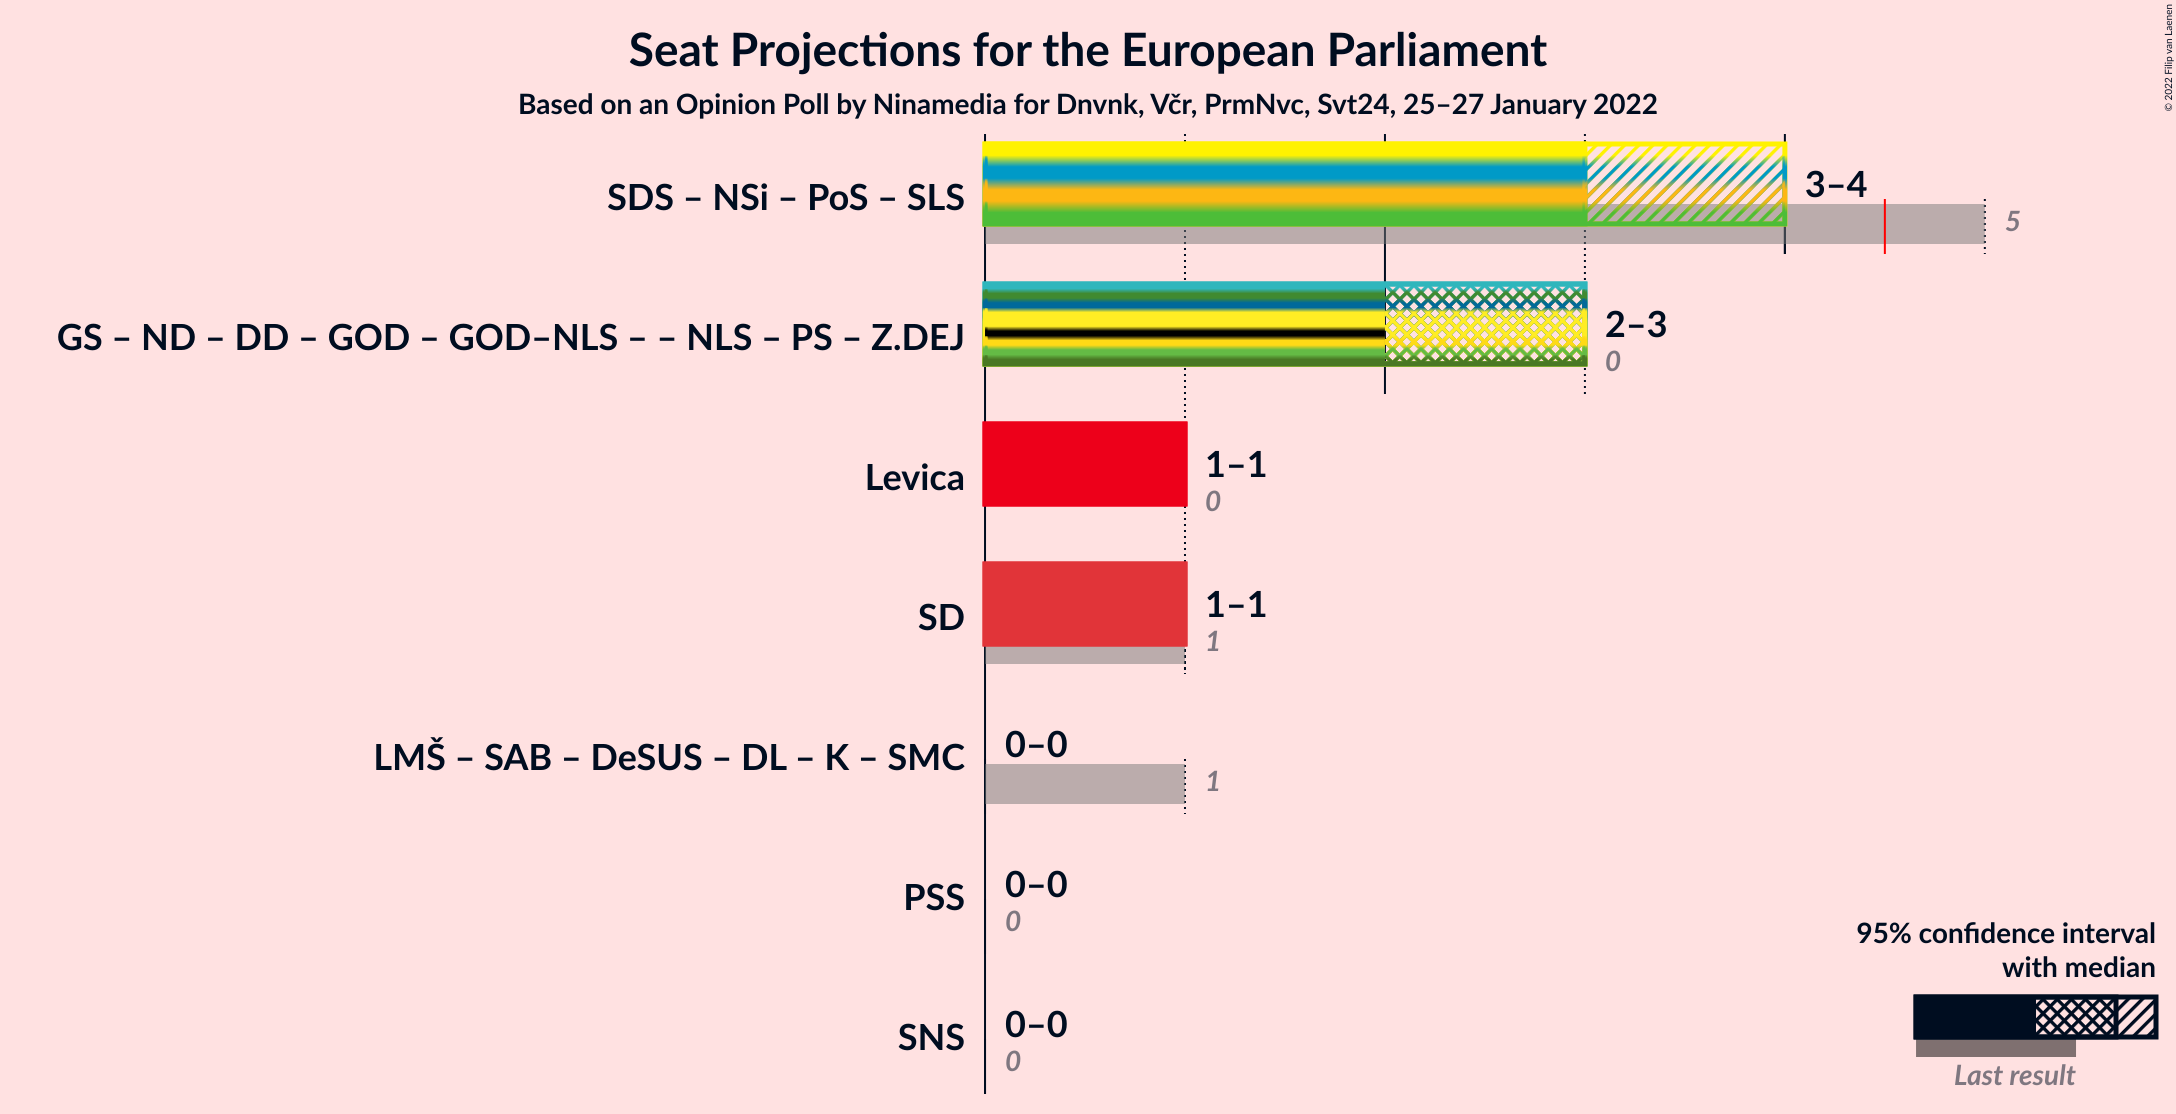 Seat Projections for the European Parliament
Based on an Opinion Poll by Ninamedia for Dnvnk, Včr, PrmNvc, Svt24, 25–27 January 2022
© 2022 Filip van Laenen
SDS – NSi – PoS – SLS
3–4
5
GS – ND – DD – GOD – GOD–NLS – – NLS – PS – Z.DEJ
2–3
0
Levica
1–1
0
SD
1–1
1
LMŠ – SAB – DeSUS – DL – K – SMC
0–0
1
PSS
0–0
0
SNS
0–0
0
95% confidence interval
with median
Last result